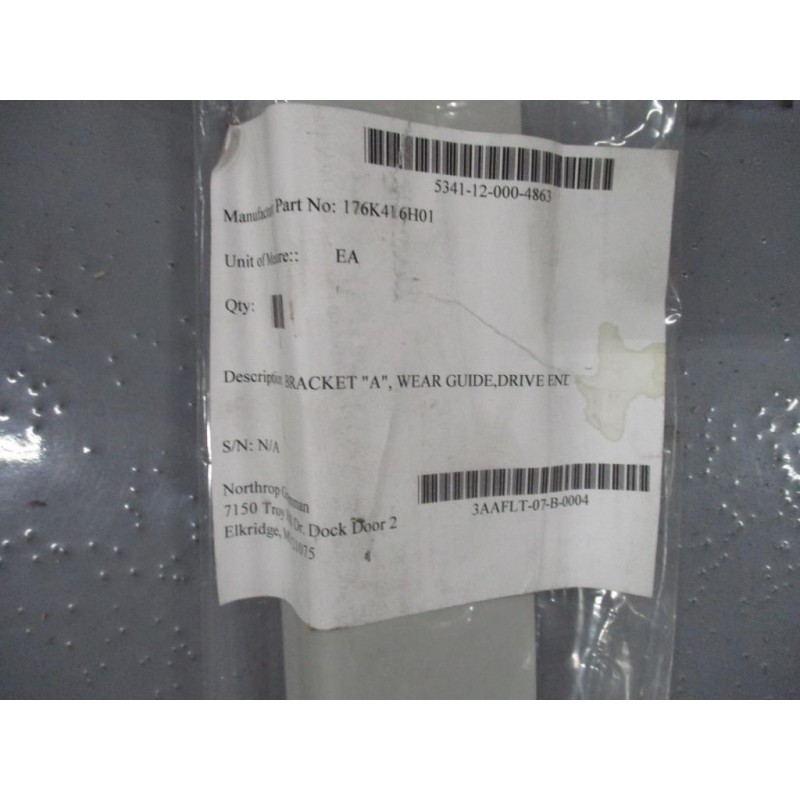 5341-12-000-4863
Part No: 176K416H01
Unit of
EA
Qty:
BRACKET "A", WEAR GUIDE,DRIVE END
S/N: N/A
3AAFLT-07-B-0004
Northrop
7150 Dr. Dock Door 2
Elkridge,